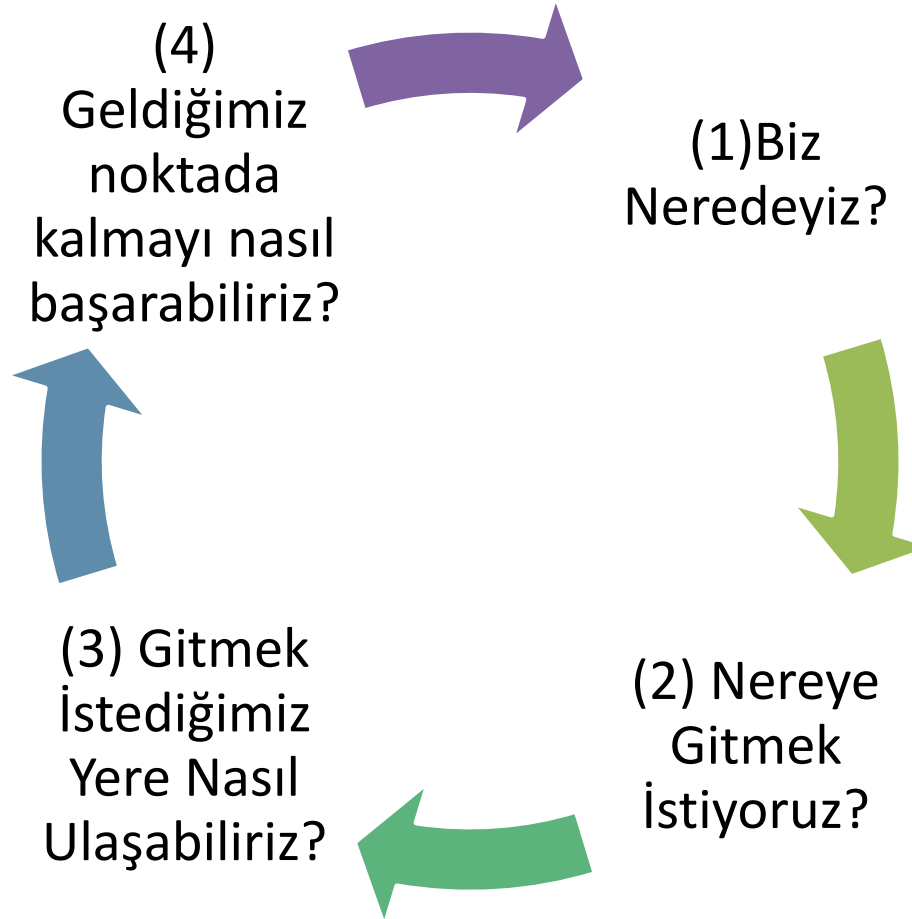 (1)Biz
Neredeyiz?
(2) Nereye
Gitmek
İstiyoruz?
(3) Gitmek
İstediğimiz
Yere Nasıl
Ulaşabiliriz?
(4)
Geldiğimiz
noktada
kalmayı nasıl
başarabiliriz?